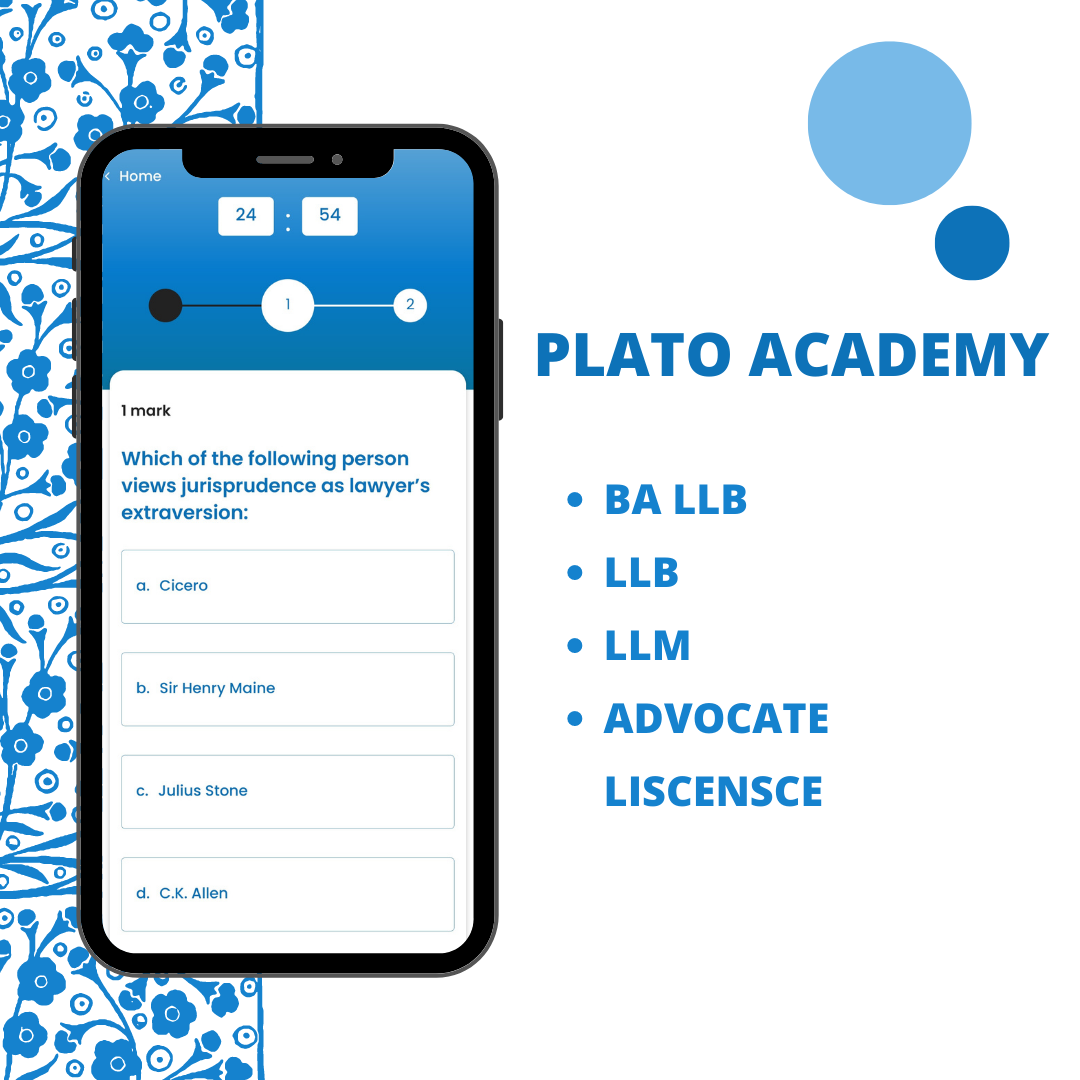 < Home
24 : 54
1
2
1 mark
Which of the following person
views jurisprudence as lawyer's
extraversion:
a. Cicero
b. Sir Henry Maine
c. Julius Stone
d. C.K. Allen
PLATO ACADEMY
• BA LLB
• LLB
• LLM
• ADVOCATE
LISCENSCE